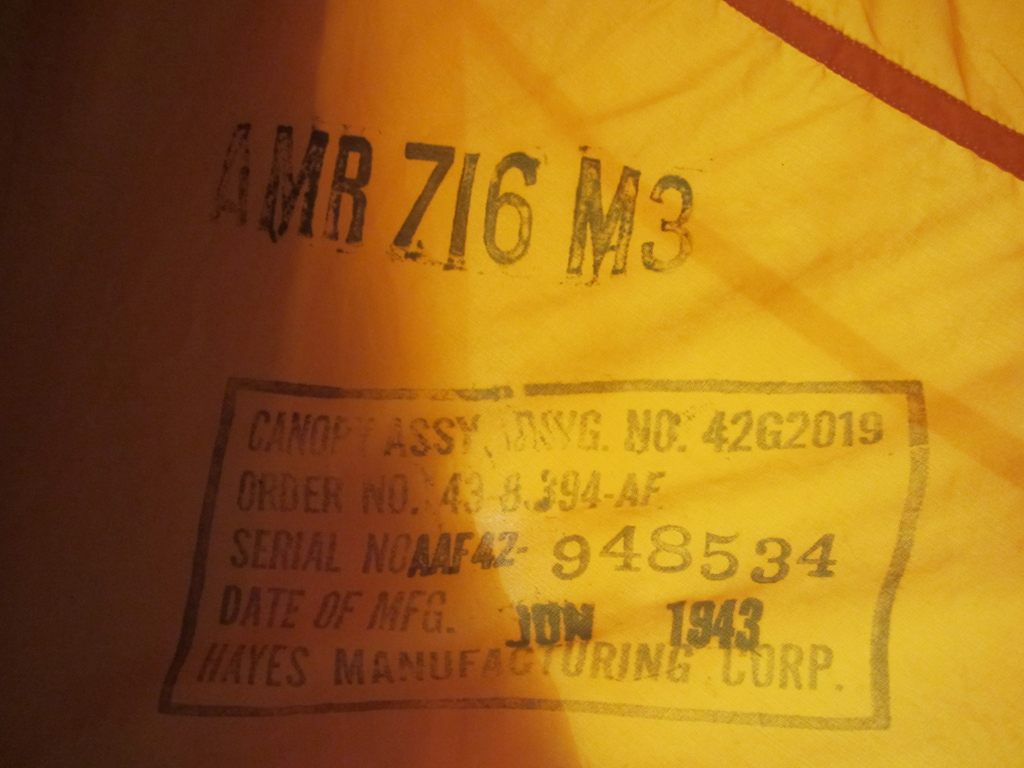 AMR Z16 M3
CANOPY ASSY. DWG. NO. 42G2019
ORDER NO. 43-8394-AF
SERIAL NO AAF42- 948534
DATE OF MFG. JUN 1943
HAYES MANUFACTURING CORP.